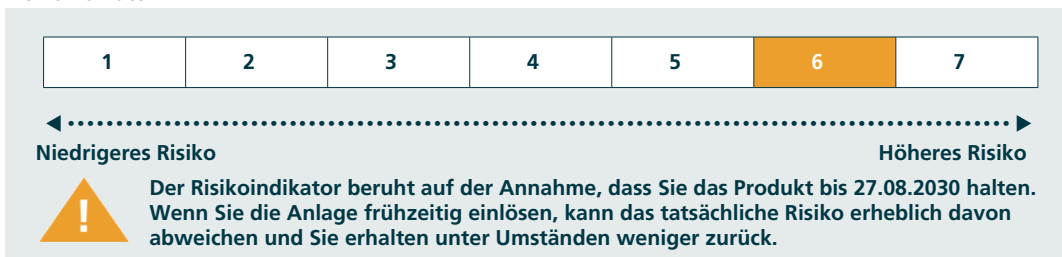 1 2 3 4 5 6 7
Niedrigeres Risiko Höheres Risiko
!
Der Risikoindikator beruht auf der Annahme, dass Sie das Produkt bis 27.08.2030 halten.
Wenn Sie die Anlage frühzeitig einlösen, kann das tatsächliche Risiko erheblich davon
abweichen und Sie erhalten unter Umständen weniger zurück.